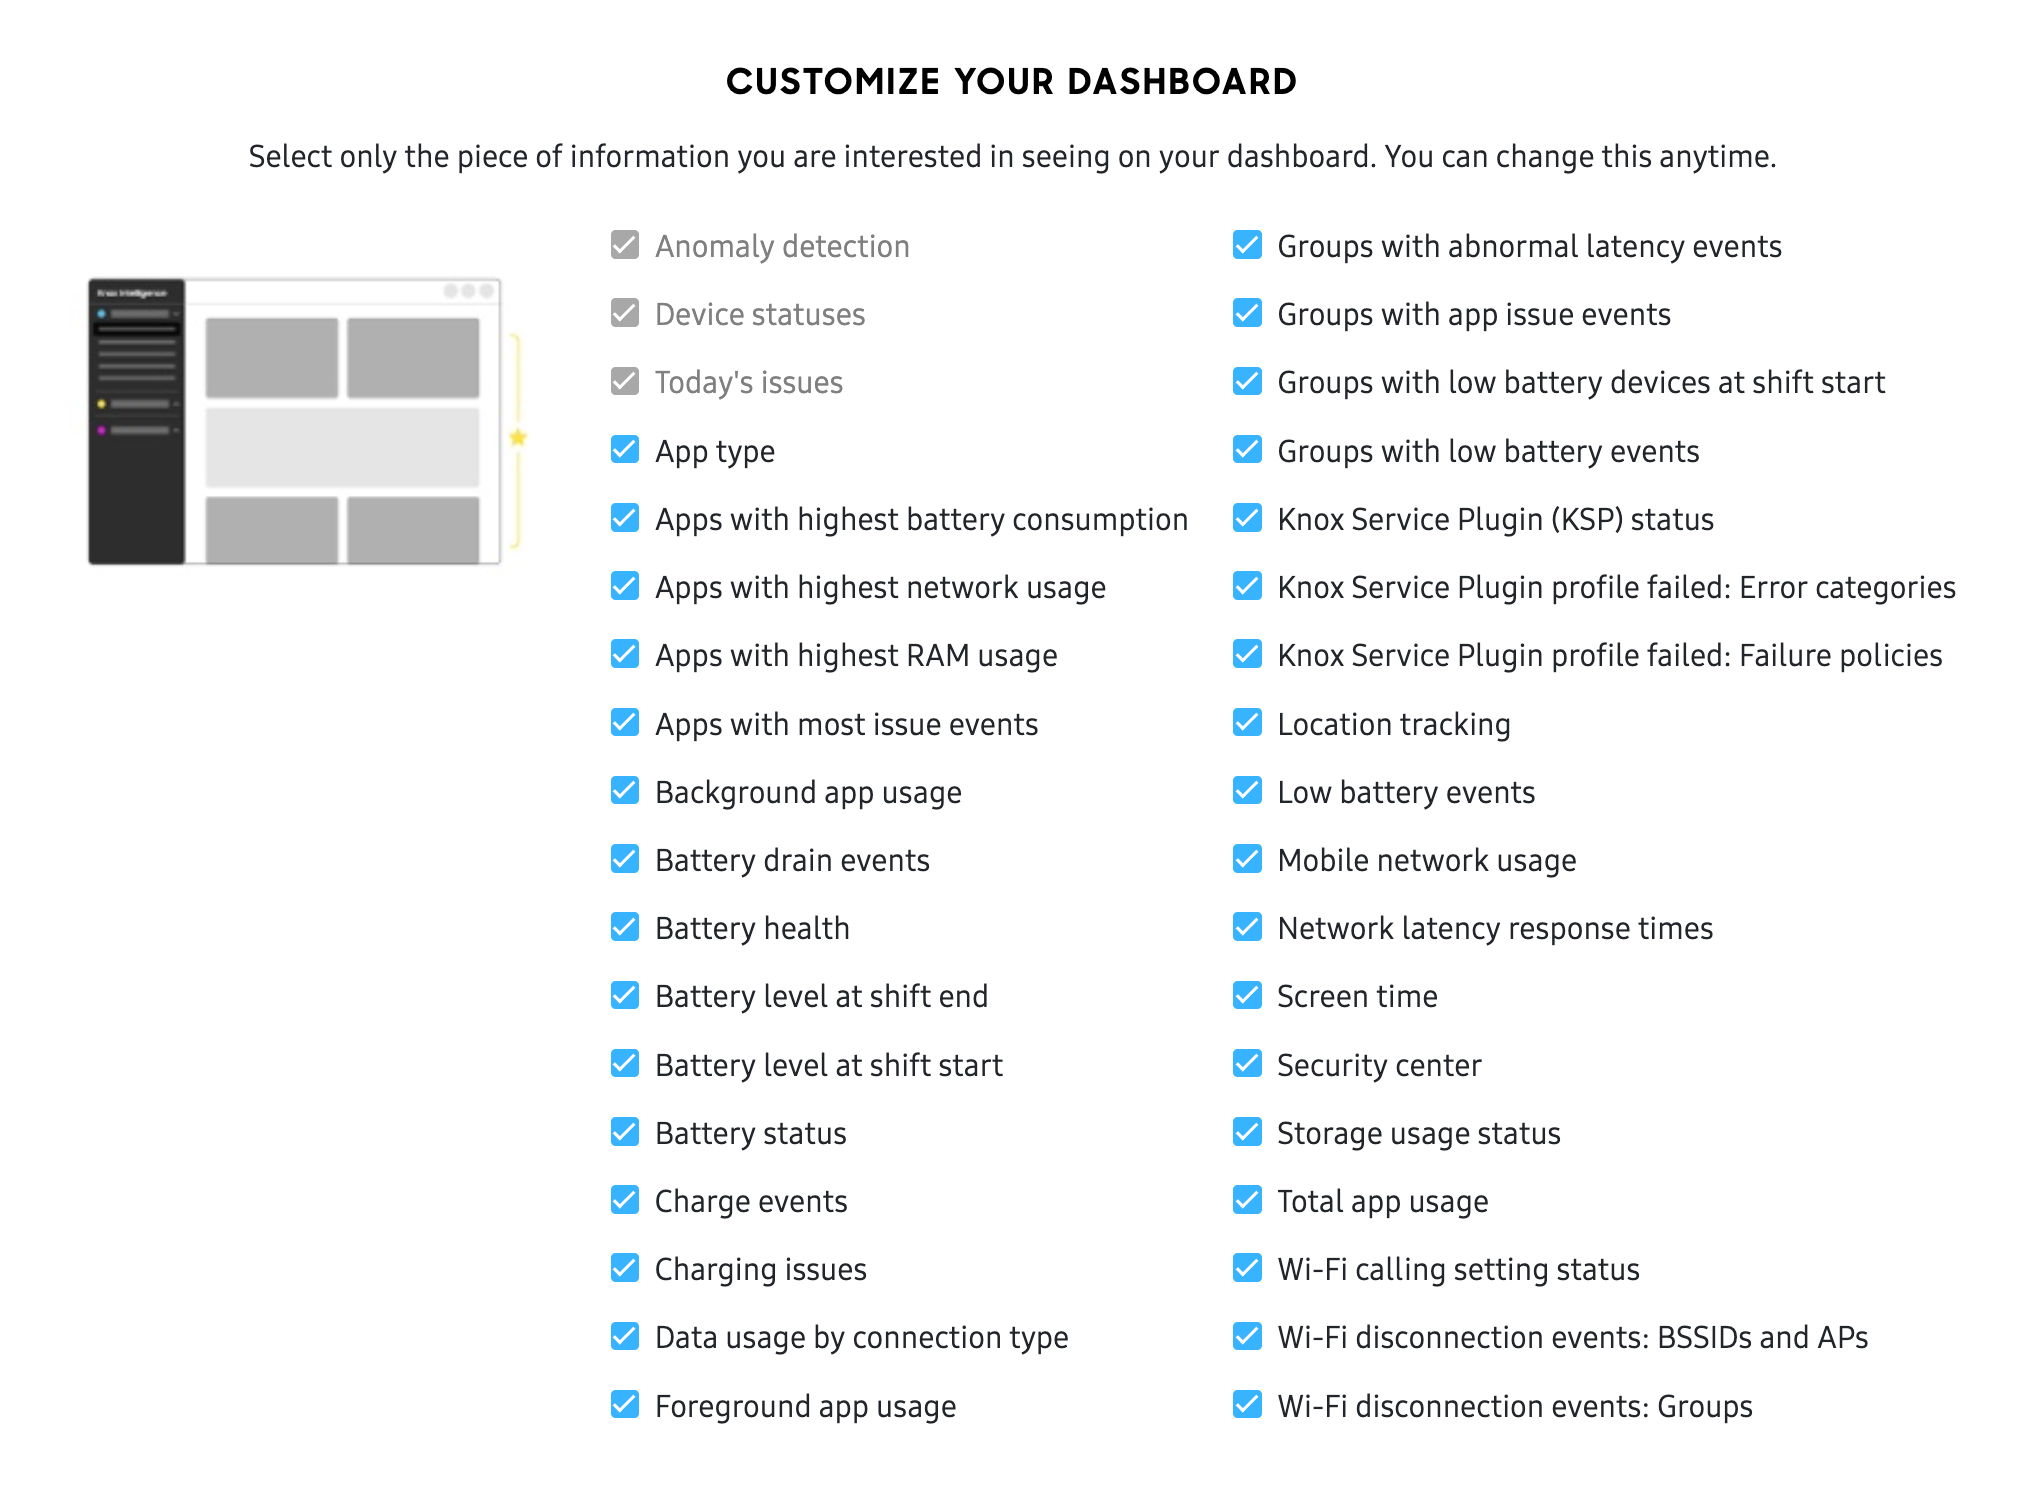 CUSTOMIZE YOUR DASHBOARD
Select only the piece of information you are interested in seeing on your dashboard. You can change this anytime.
Knox Intelligence
Anomaly detection
Device statuses
Today's issues
App type
Apps with highest battery consumption
Apps with highest network usage
Apps with highest RAM usage
Apps with most issue events
Background app usage
Battery drain events
Battery health
Battery level at shift end
Battery level at shift start
Battery status
Charge events
Charging issues
Data usage by connection type
Foreground app usage
Groups with abnormal latency events
Groups with app issue events
Groups with low battery devices at shift start
Groups with low battery events
Knox Service Plugin (KSP) status
Knox Service Plugin profile failed: Error categories
Knox Service Plugin profile failed: Failure policies
Location tracking
Low battery events
Mobile network usage
Network latency response times
Screen time
Security center
Storage usage status
Total app usage
Wi-Fi calling setting status
Wi-Fi disconnection events: BSSIDs and APs
Wi-Fi disconnection events: Groups